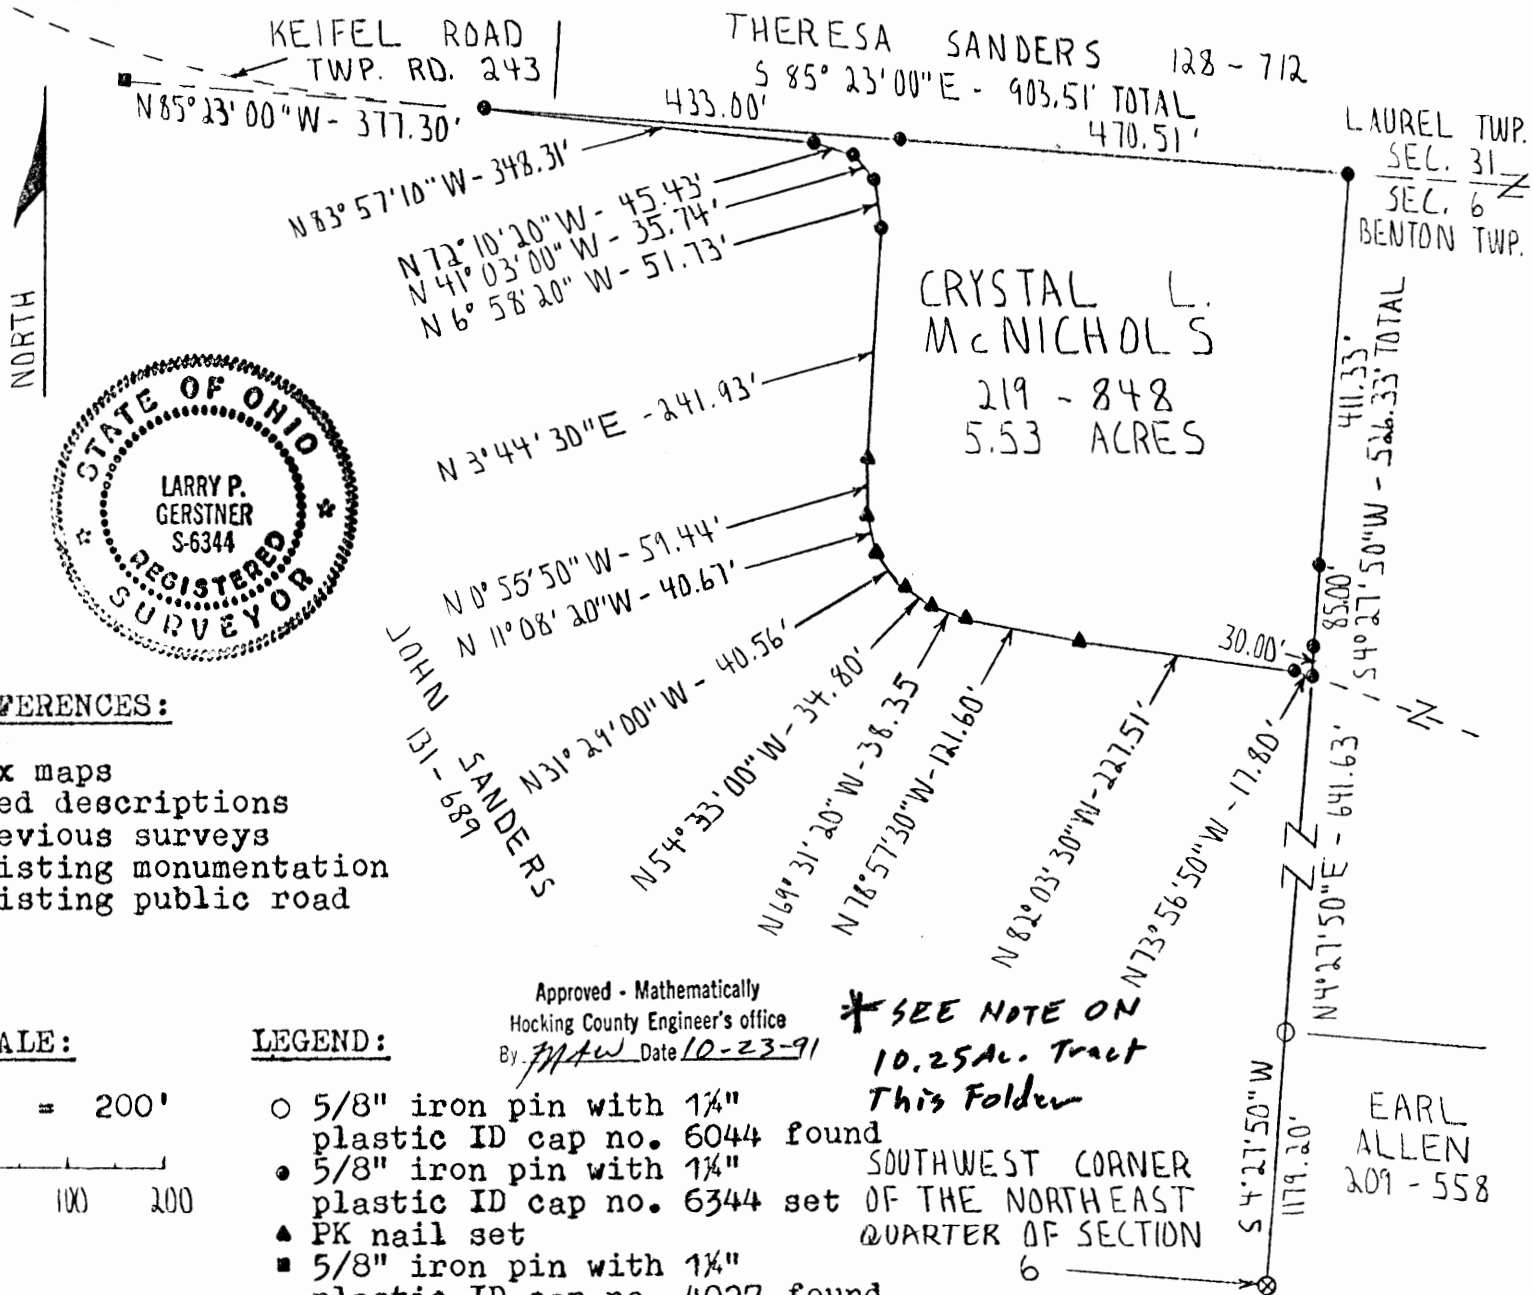 KEIFEL ROAD
TWP. RD. 243
THERESA SANDERS 128 - 712
S 85° 23' 00" E - 903.51' TOTAL
433.00'
470.51'
N 85° 23' 00" W - 377.30'
LAUREL TWP.
SEC. 31
SEC. 6
BENTON TWP.
N 83° 57' 10" W - 348.31'
N 72° 10' 20" W - 45.43'
N 41° 03' 00" W - 35.74'
N 6° 58' 20" W - 51.73'
NORTH
CRYSTAL L.
McNICHOLS
219 - 848
5.53 ACRES
411.33'
S 4° 27' 50" W - 526.33' TOTAL
STATE OF OHIO
LARRY P.
GERSTNER
S-6344
REGISTERED
SURVEYOR
N 3° 44' 30" E - 241.93'
N 0° 55' 50" W - 59.44'
N 11° 08' 20" W - 40.67'
85.00'
30.00'
JOHN SANDERS
131 - 689
N 31° 29' 00" W - 40.56'
N 54° 33' 00" W - 34.80'
N 69° 31' 20" W - 38.35
N 78° 57' 30" W - 121.60'
N 82° 03' 30" W - 227.51'
N 73° 56' 50" W - 17.80'
N 4° 27' 50" E - 641.63'
FERENCES:
x maps
ed descriptions
evious surveys
isting monumentation
isting public road
Approved - Mathematically
Hocking County Engineer's office
By Date 10-23-91
* SEE NOTE ON
10.25 Ac. Tract
This Folder
ALE:
= 200'
100 200
LEGEND:
○ 5/8" iron pin with 1¼"
plastic ID cap no. 6044 found
● 5/8" iron pin with 1¼"
plastic ID cap no. 6344 set
▲ PK nail set
■ 5/8" iron pin with 1¼"
plastic ID cap no. 4027 found
SOUTHWEST CORNER
OF THE NORTHEAST
QUARTER OF SECTION
6
S 4° 27' 50" W
1179.20'
EARL
ALLEN
209 - 558